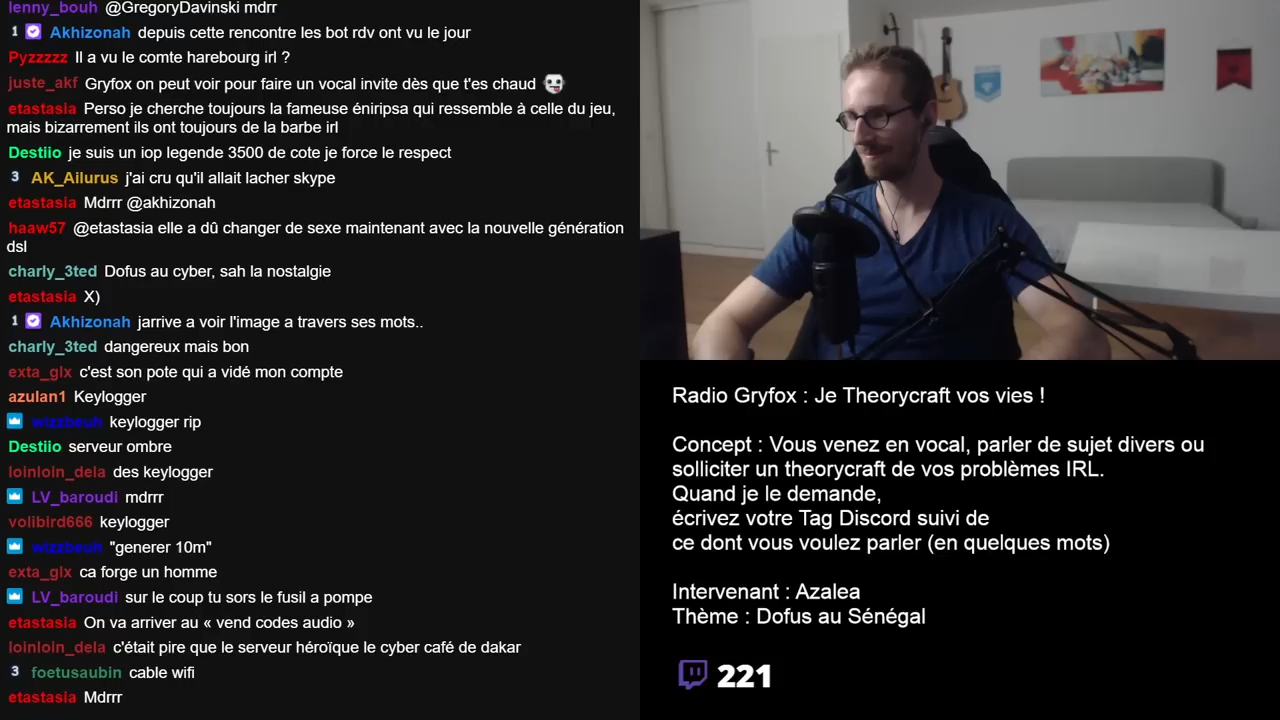 lenny_bouh @GregoryDavinski mdrr
1 Akhizonah depuis cette rencontre les bot rdv ont vu le jour
Pyzzzzz Il a vu le comte harebourg irl ?
juste_akf Gryfox on peut voir pour faire un vocal invite dès que t'es chaud
etastasia Perso je cherche toujours la fameuse éniripsa qui ressemble à celle du jeu,
mais bizarrement ils ont toujours de la barbe irl
Destiio je suis un iop legende 3500 de cote je force le respect
3 AK_Ailurus j'ai cru qu'il allait lacher skype
etastasia Mdrrr @akhizonah
haaw57 @etastasia elle a dû changer de sexe maintenant avec la nouvelle génération
dsl
charly_3ted Dofus au cyber, sah la nostalgie
etastasia X)
1 Akhizonah jarrive a voir l'image a travers ses mots..
charly_3ted dangereux mais bon
exta_glx c'est son pote qui a vidé mon compte
azulan1 Keylogger
wizzbeuh keylogger rip
Destiio serveur ombre
loinloin_dela des keylogger
LV_baroudi mdrrr
volibird666 keylogger
wizzbeuh "generer 10m"
exta_glx ca forge un homme
LV_baroudi sur le coup tu sors le fusil a pompe
etastasia On va arriver au « vend codes audio »
loinloin_dela c'était pire que le serveur héroïque le cyber café de dakar
3 foetusaubin cable wifi
etastasia Mdrrr
Radio Gryfox : Je Theorycraft vos vies !
Concept : Vous venez en vocal, parler de sujet divers ou
solliciter un theorycraft de vos problèmes IRL.
Quand je le demande,
écrivez votre Tag Discord suivi de
ce dont vous voulez parler (en quelques mots)
Intervenant : Azalea
Thème : Dofus au Sénégal
221